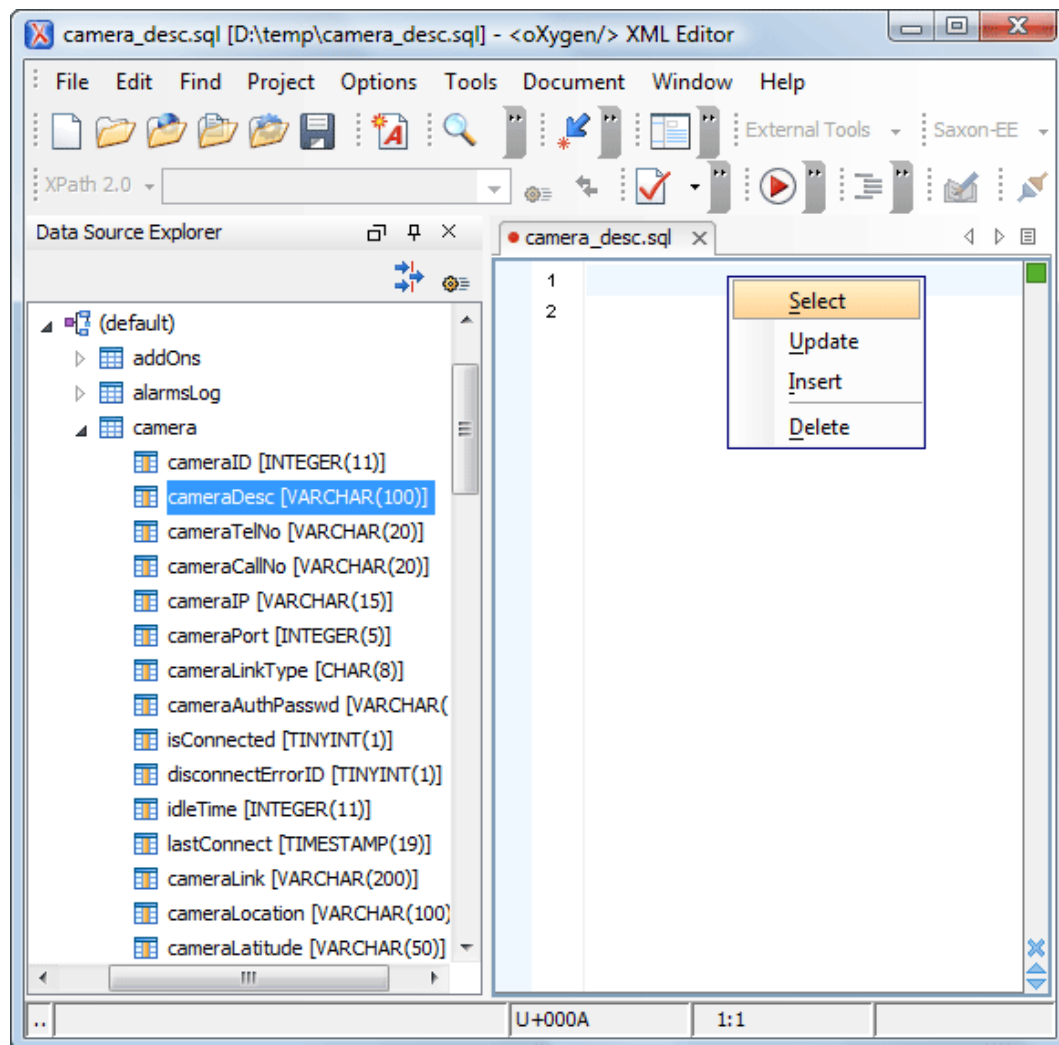 camera_desc.sql [D:\temp\camera_desc.sql] - <oXygen/> XML Editor
File Edit Find Project Options Tools Document Window Help
External Tools Saxon-EE
XPath 2.0
Data Source Explorer
camera_desc.sql
1
2
Select
Update
Insert
Delete
(default)
addOns
alarmsLog
camera
cameraID [INTEGER(11)]
cameraDesc [VARCHAR(100)]
cameraTelNo [VARCHAR(20)]
cameraCallNo [VARCHAR(20)]
cameraIP [VARCHAR(15)]
cameraPort [INTEGER(5)]
cameraLinkType [CHAR(8)]
cameraAuthPasswd [VARCHAR(
isConnected [TINYINT(1)]
disconnectErrorID [TINYINT(1)]
idleTime [INTEGER(11)]
lastConnect [TIMESTAMP(19)]
cameraLink [VARCHAR(200)]
cameraLocation [VARCHAR(100)
cameraLatitude [VARCHAR(50)]
.. U+000A 1:1